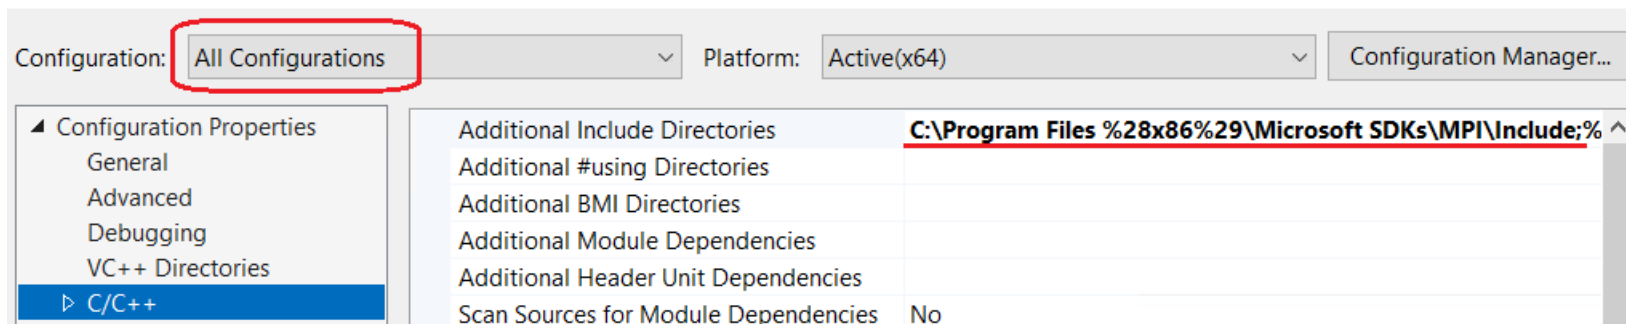 Configuration: All Configurations Platform: Active(x64) Configuration Manager...
Configuration Properties
General
Advanced
Debugging
VC++ Directories
C/C++
Additional Include Directories C:\Program Files %28x86%29\Microsoft SDKs\MPI\Include;%
Additional #using Directories
Additional BMI Directories
Additional Module Dependencies
Additional Header Unit Dependencies
Scan Sources for Module Dependencies No